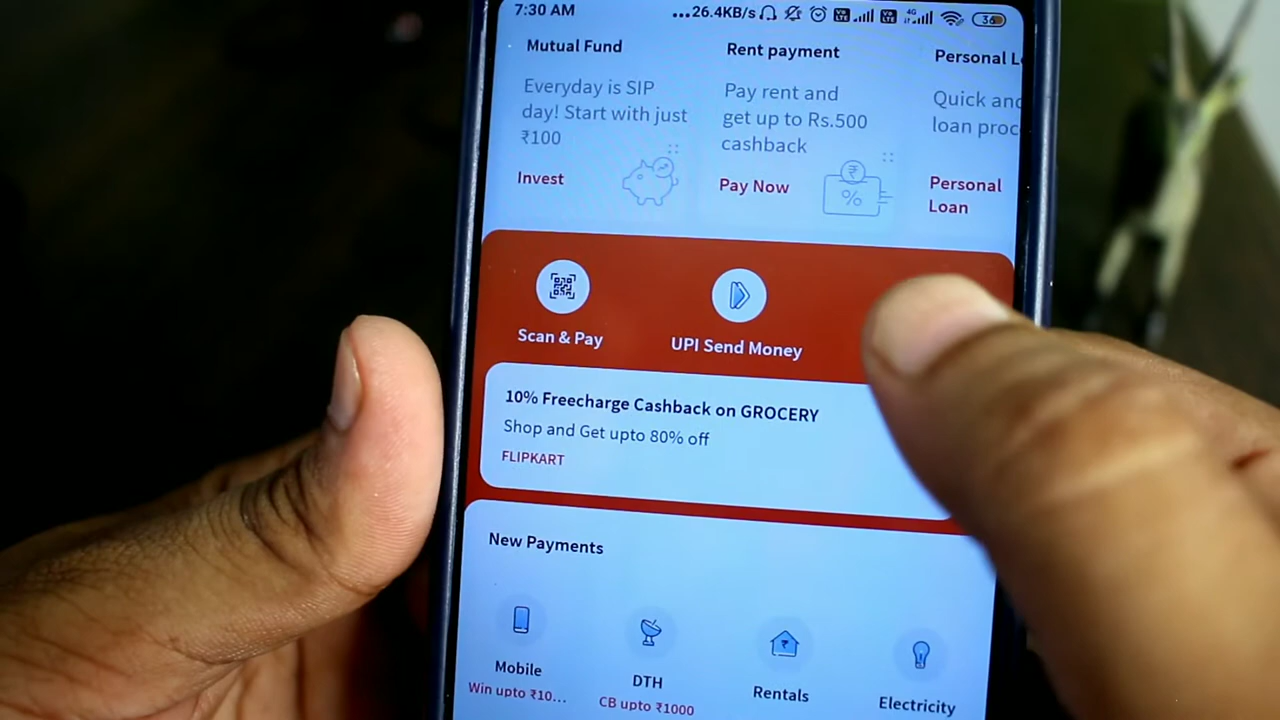 7:30 AM
...26.4KB/s
4G
36
Mutual Fund
Everyday is SIP
day! Start with just
₹100
Invest
Rent payment
Pay rent and
get up to Rs.500
cashback
Pay Now
₹
%
Personal
Quick
loan
Personal
Loan
Scan & Pay
UPI Send Money
10% Freecharge Cashback on GROCERY
Shop and Get upto 80% off
FLIPKART
New Payments
Mobile
Win upto ₹10...
DTH
CB upto ₹1000
₹
Rentals
Electricity